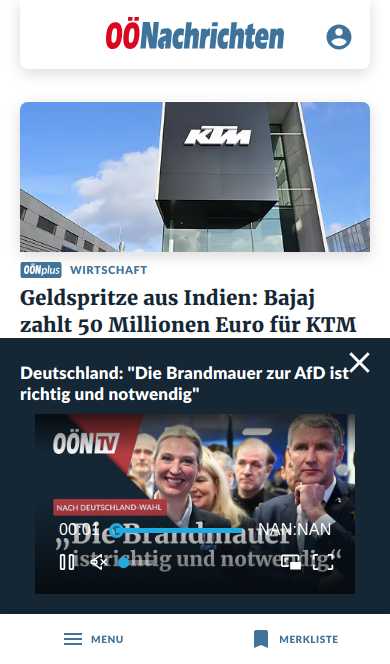 OÖNachrichten
KTM
OÖNplus WIRTSCHAFT
Geldspritze aus Indien: Bajaj
zahlt 50 Millionen Euro für KTM
Deutschland: "Die Brandmauer zur AfD ist
richtig und notwendig"
OÖN TV
NACH DEUTSCHLAND-WAHL
00:01 NAN:NAN
„Die Brandmauer
ist richtig und notwendig“
MENU MERKLISTE